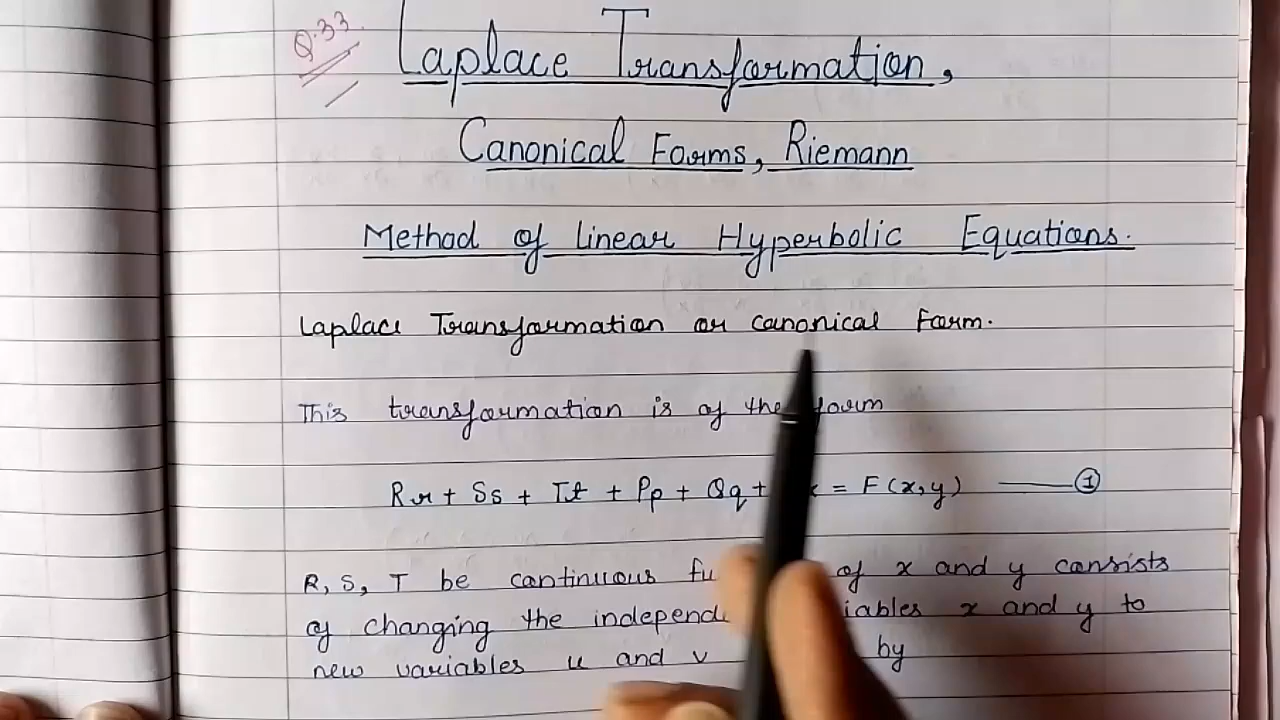 Q.33
Laplace Transformation,
Canonical Forms, Riemann
Method of linear Hyperbolic Equations.
Laplace Transformation or canonical Form.
This transformation is of the form
Rr + Ss + Tt + Pp + Qq + = F(x,y) ——— ①
R, S, T be continuous of x and y consists
of changing the x and y to
new variables u and v by